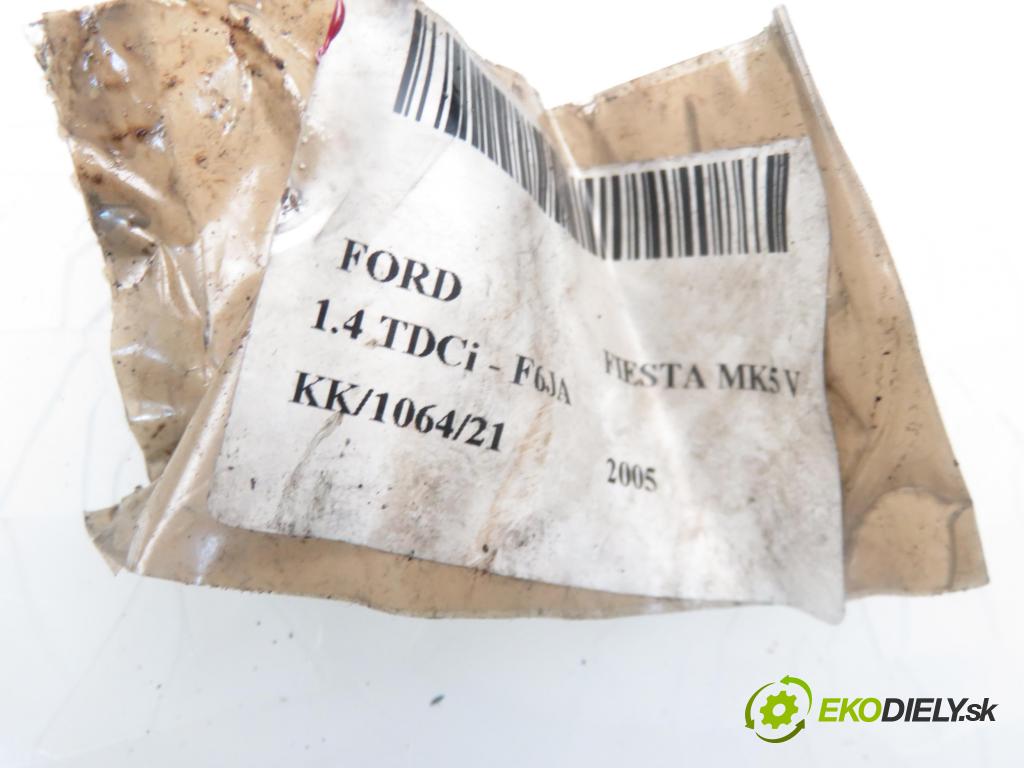 FORD FIESTA MK5 V
1.4 TDCi - F6JA 2005
KK/1064/21
EKODIELY.sk